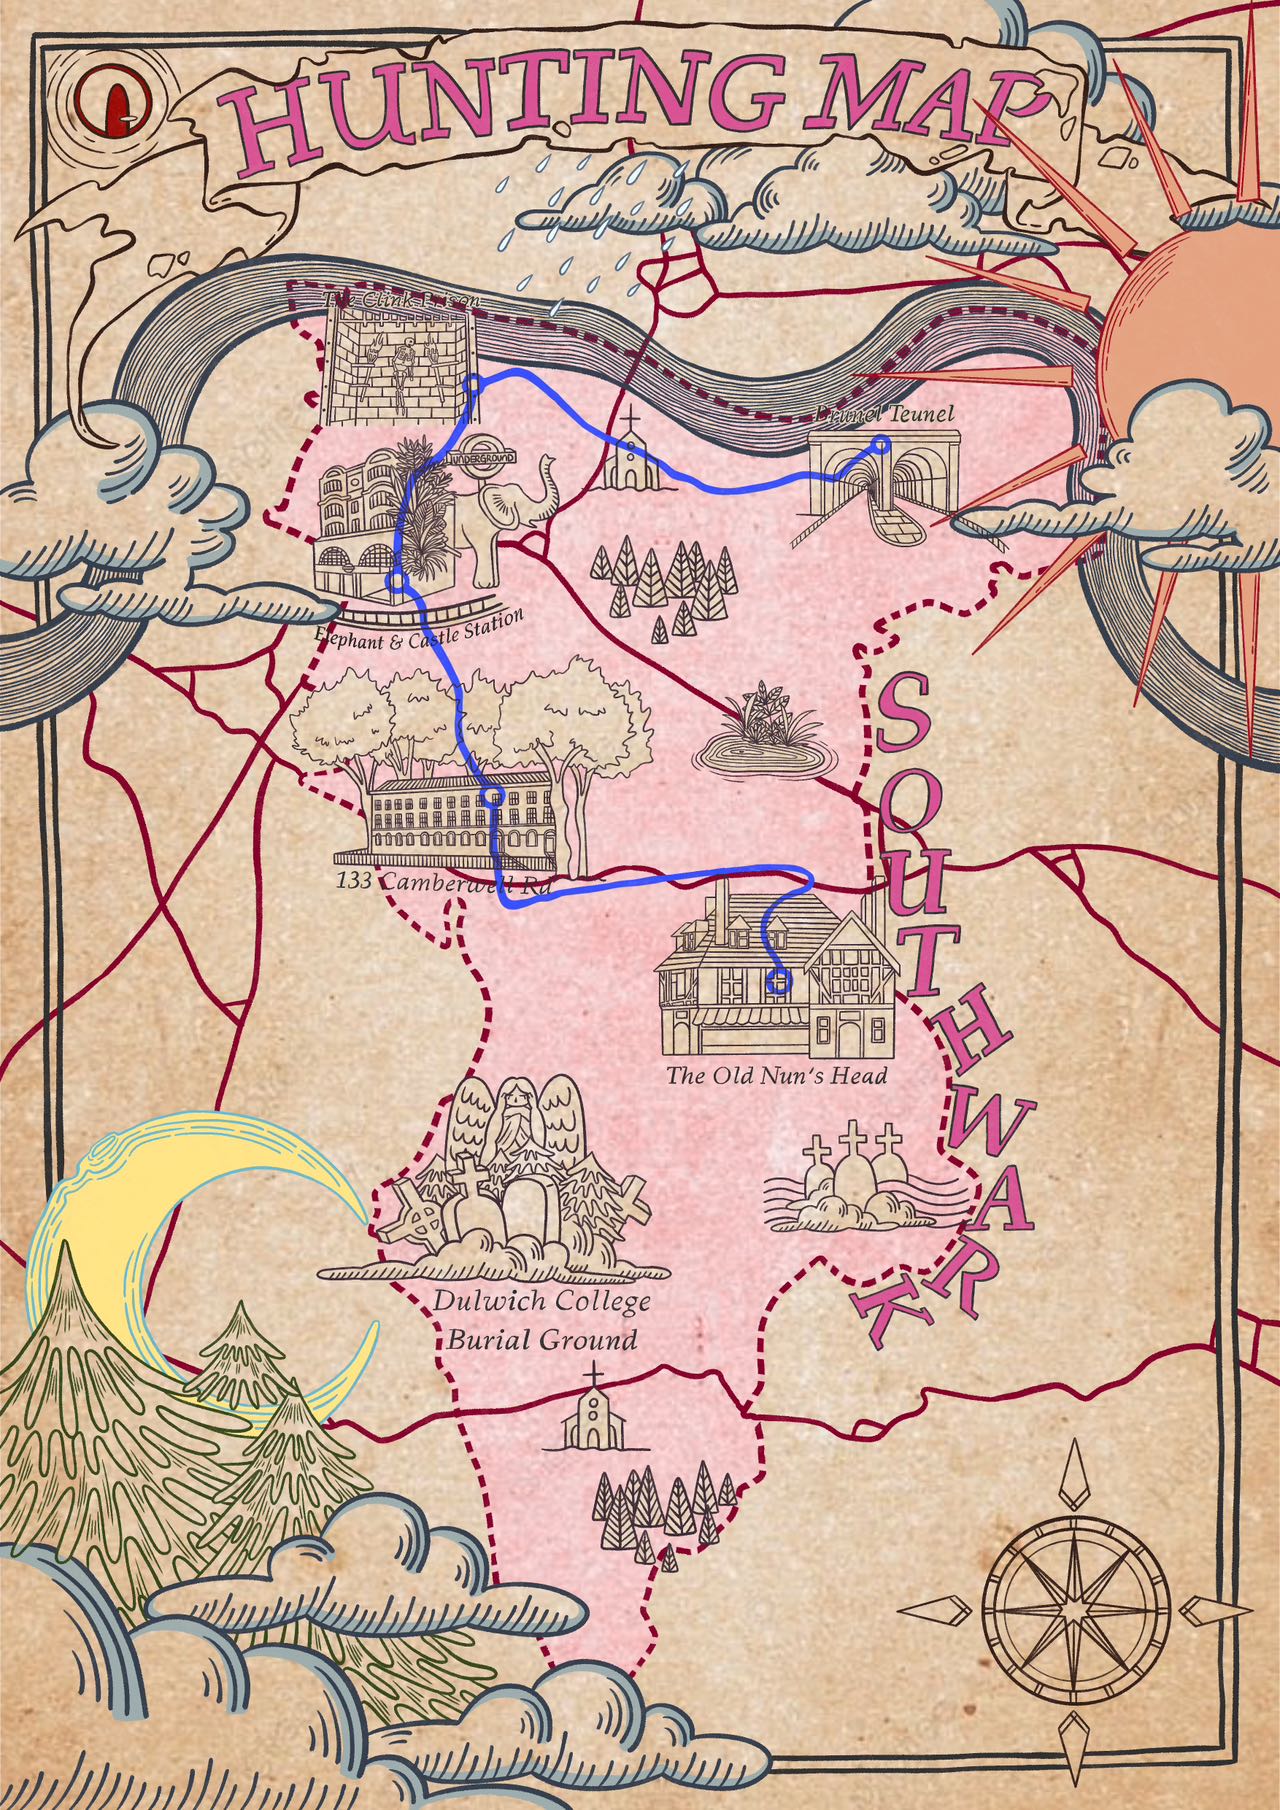 HUNTING MAP
The Clink Prison
Brunel Teunel
UNDERGROUND
Elephant & Castle Station
SOUTHWARK
133 Camberwell Rd
The Old Nun's Head
Dulwich College
Burial Ground